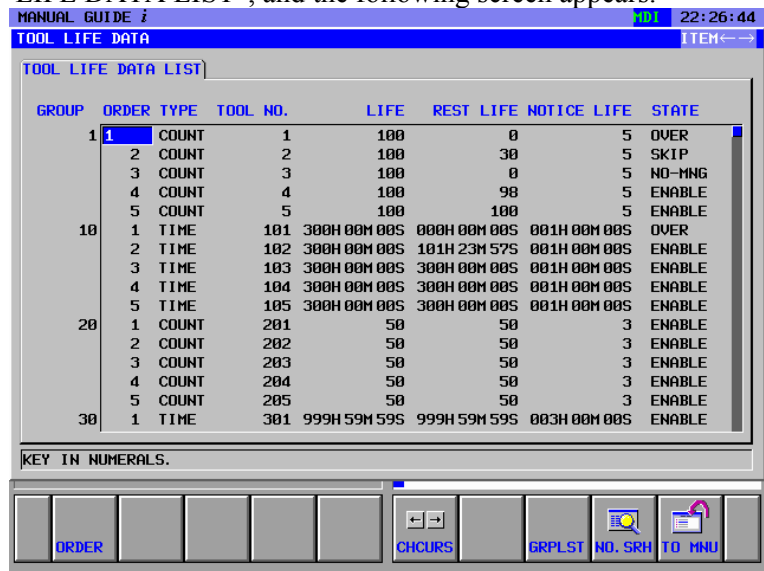 LIFE DATA LIST", and the following screen appears.
MANUAL GUIDE i MDI 22:26:44
TOOL LIFE DATA ITEM←→
TOOL LIFE DATA LIST
GROUP ORDER TYPE TOOL NO. LIFE REST LIFE NOTICE LIFE STATE
1 1 COUNT 1 100 0 5 OVER
2 COUNT 2 100 30 5 SKIP
3 COUNT 3 100 0 5 NO-MNG
4 COUNT 4 100 98 5 ENABLE
5 COUNT 5 100 100 5 ENABLE
10 1 TIME 101 300H 00M 00S 000H 00M 00S 001H 00M 00S OVER
2 TIME 102 300H 00M 00S 101H 23M 57S 001H 00M 00S ENABLE
3 TIME 103 300H 00M 00S 300H 00M 00S 001H 00M 00S ENABLE
4 TIME 104 300H 00M 00S 300H 00M 00S 001H 00M 00S ENABLE
5 TIME 105 300H 00M 00S 300H 00M 00S 001H 00M 00S ENABLE
20 1 COUNT 201 50 50 3 ENABLE
2 COUNT 202 50 50 3 ENABLE
3 COUNT 203 50 50 3 ENABLE
4 COUNT 204 50 50 3 ENABLE
5 COUNT 205 50 50 3 ENABLE
30 1 TIME 301 999H 59M 59S 999H 59M 59S 003H 00M 00S ENABLE
KEY IN NUMERALS.
ORDER CHCURS GRPLST NO. SRH TO MNU